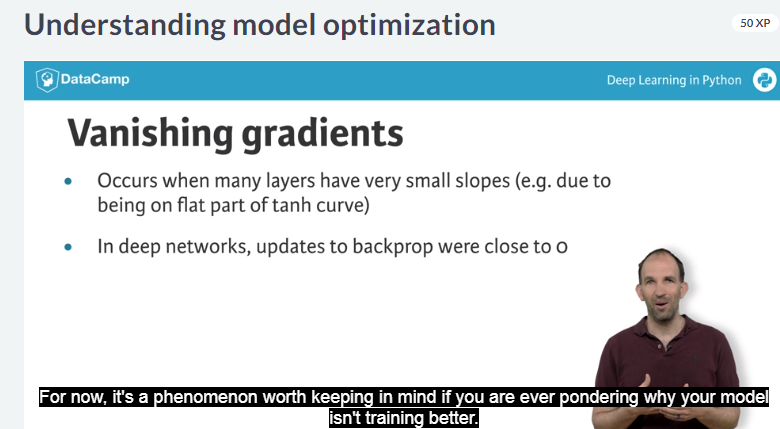 Understanding model optimization
50 XP
DataCamp
Deep Learning in Python
Vanishing gradients
• Occurs when many layers have very small slopes (e.g. due to
being on flat part of tanh curve)
• In deep networks, updates to backprop were close to 0
For now, it's a phenomenon worth keeping in mind if you are ever pondering why your model
isn't training better.